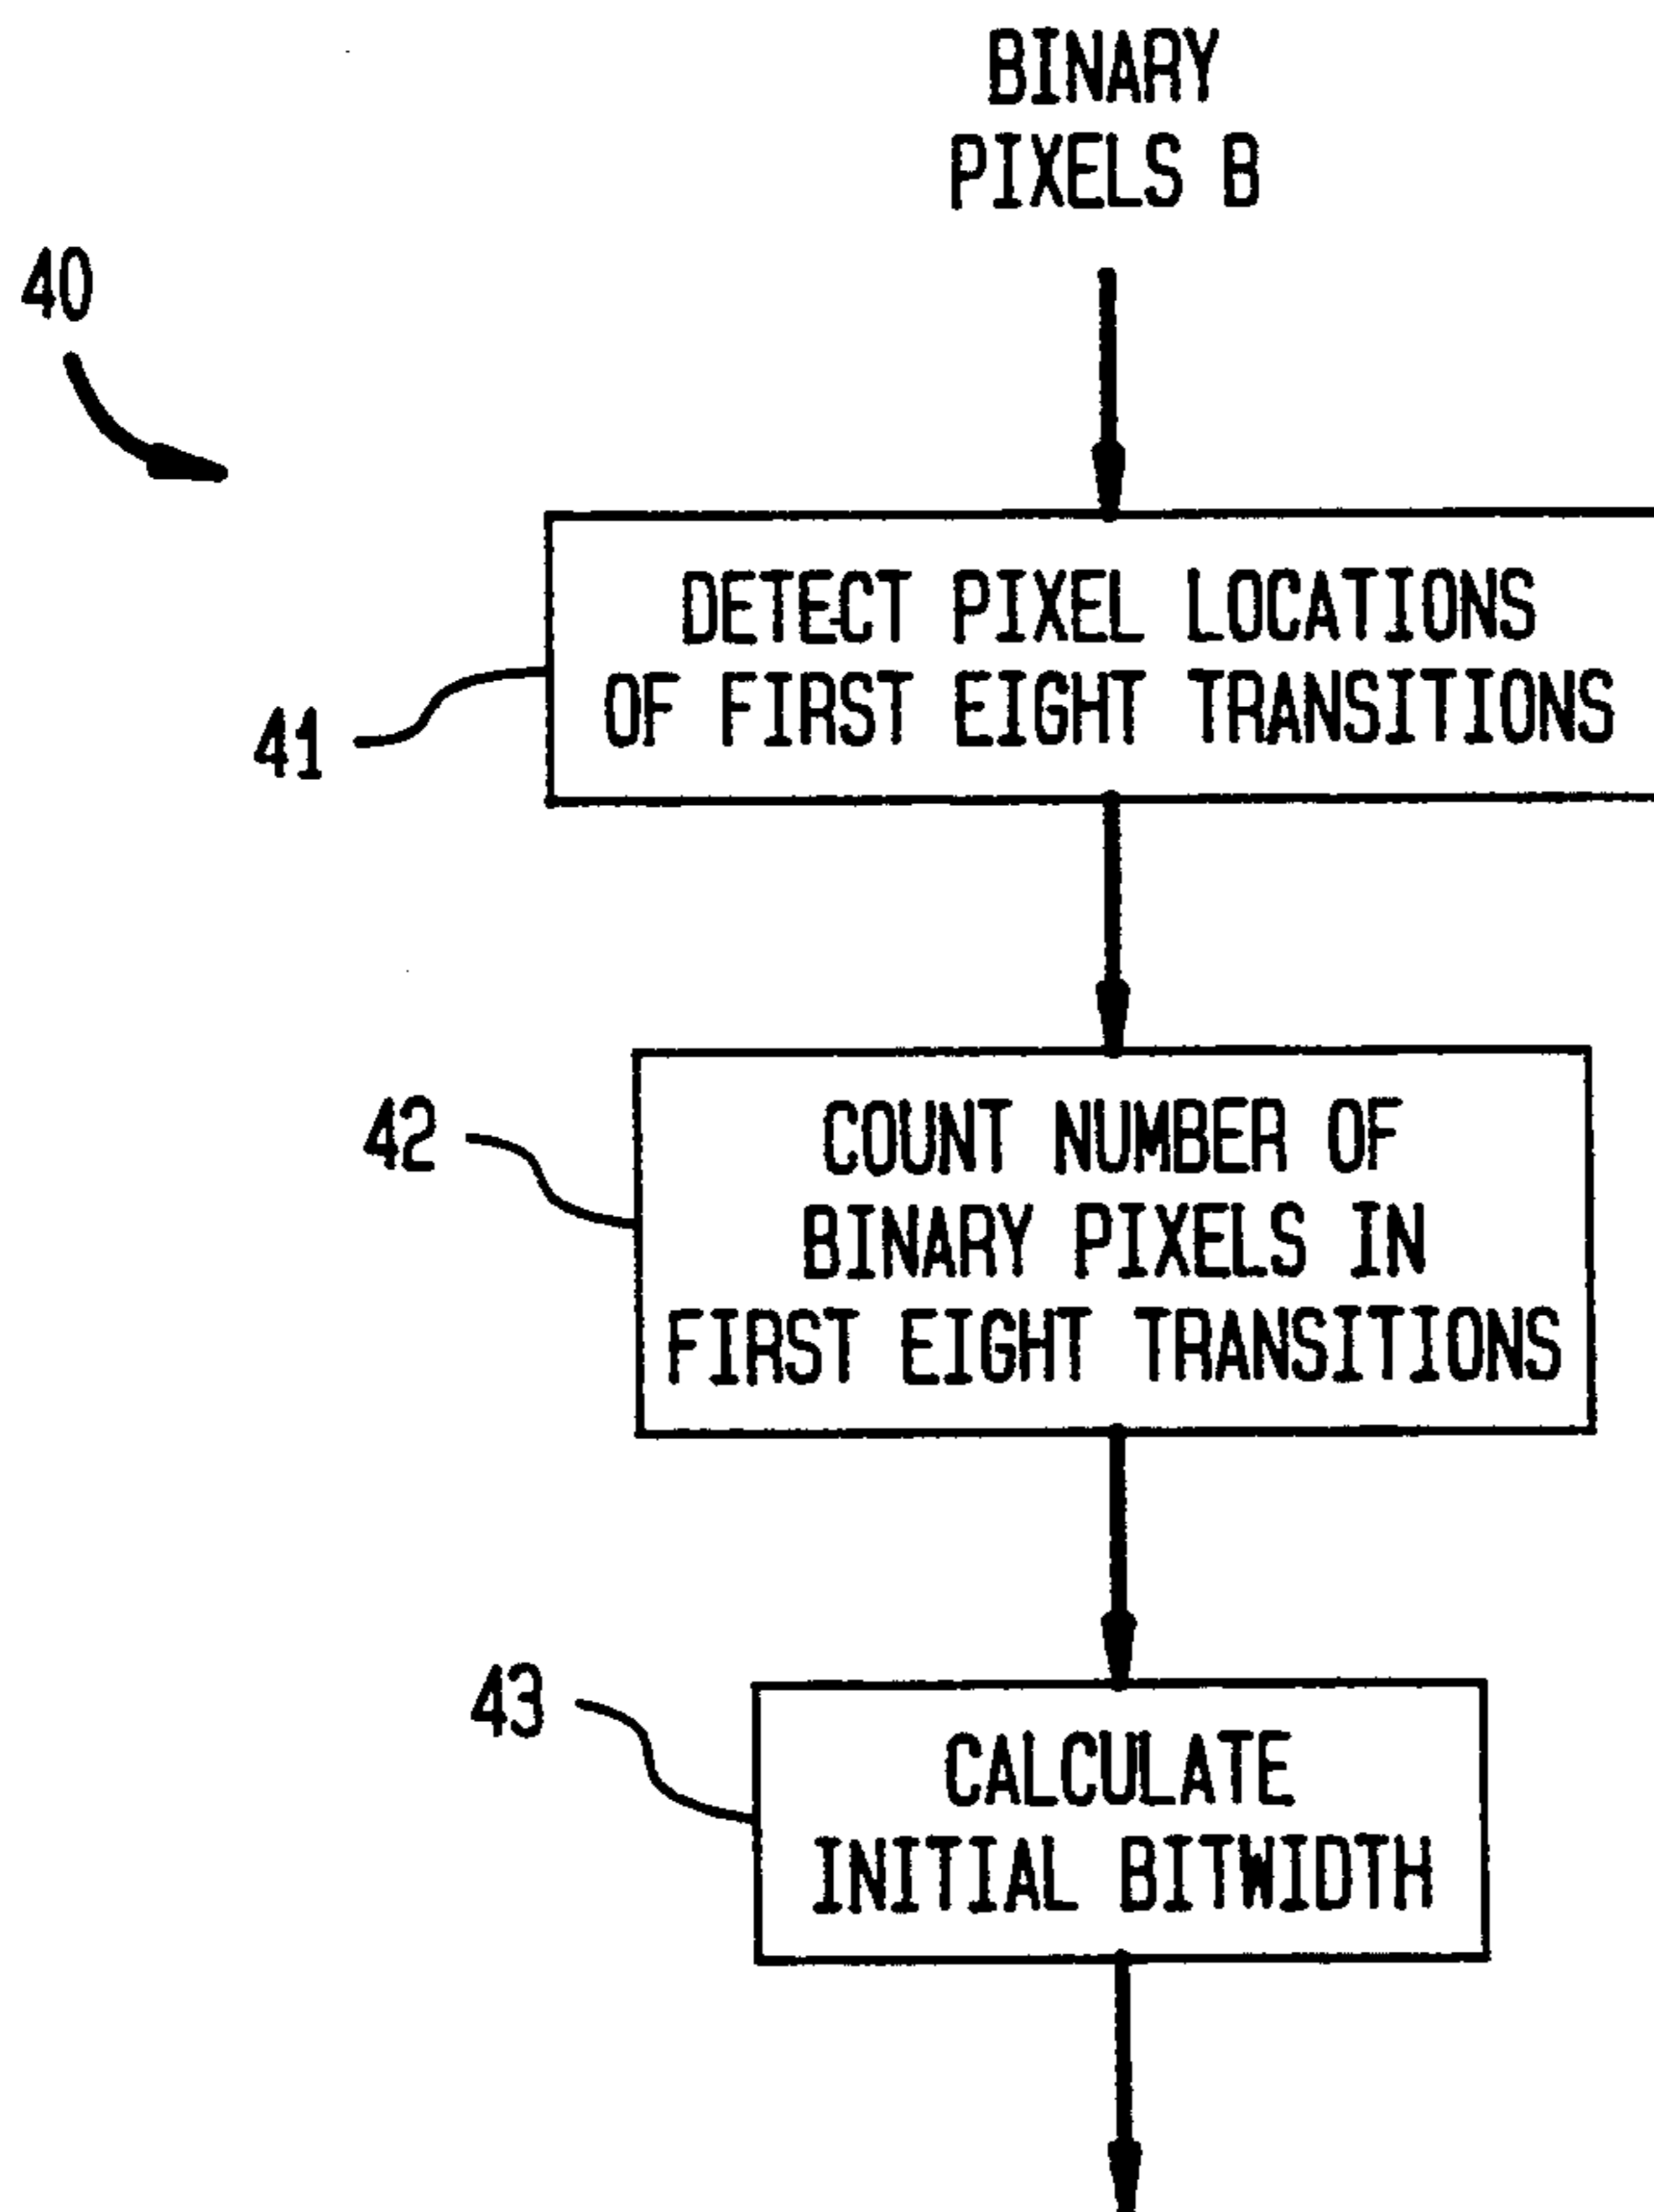 BINARY
PIXELS B
40
DETECT PIXEL LOCATIONS
OF FIRST EIGHT TRANSITIONS
41
42
COUNT NUMBER OF
BINARY PIXELS IN
FIRST EIGHT TRANSITIONS
43
CALCULATE
INITIAL BITWIDTH